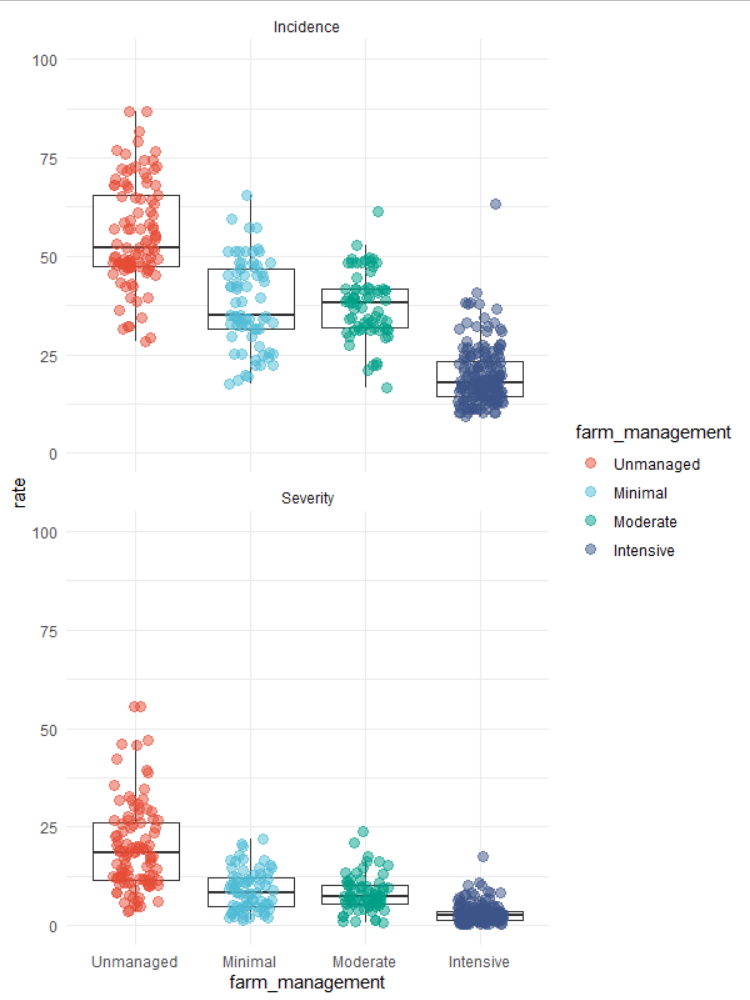 Incidence
100
75
50
25
0
rate
Severity
100
75
50
25
0
Unmanaged Minimal Moderate Intensive
farm_management
farm_management
Unmanaged
Minimal
Moderate
Intensive